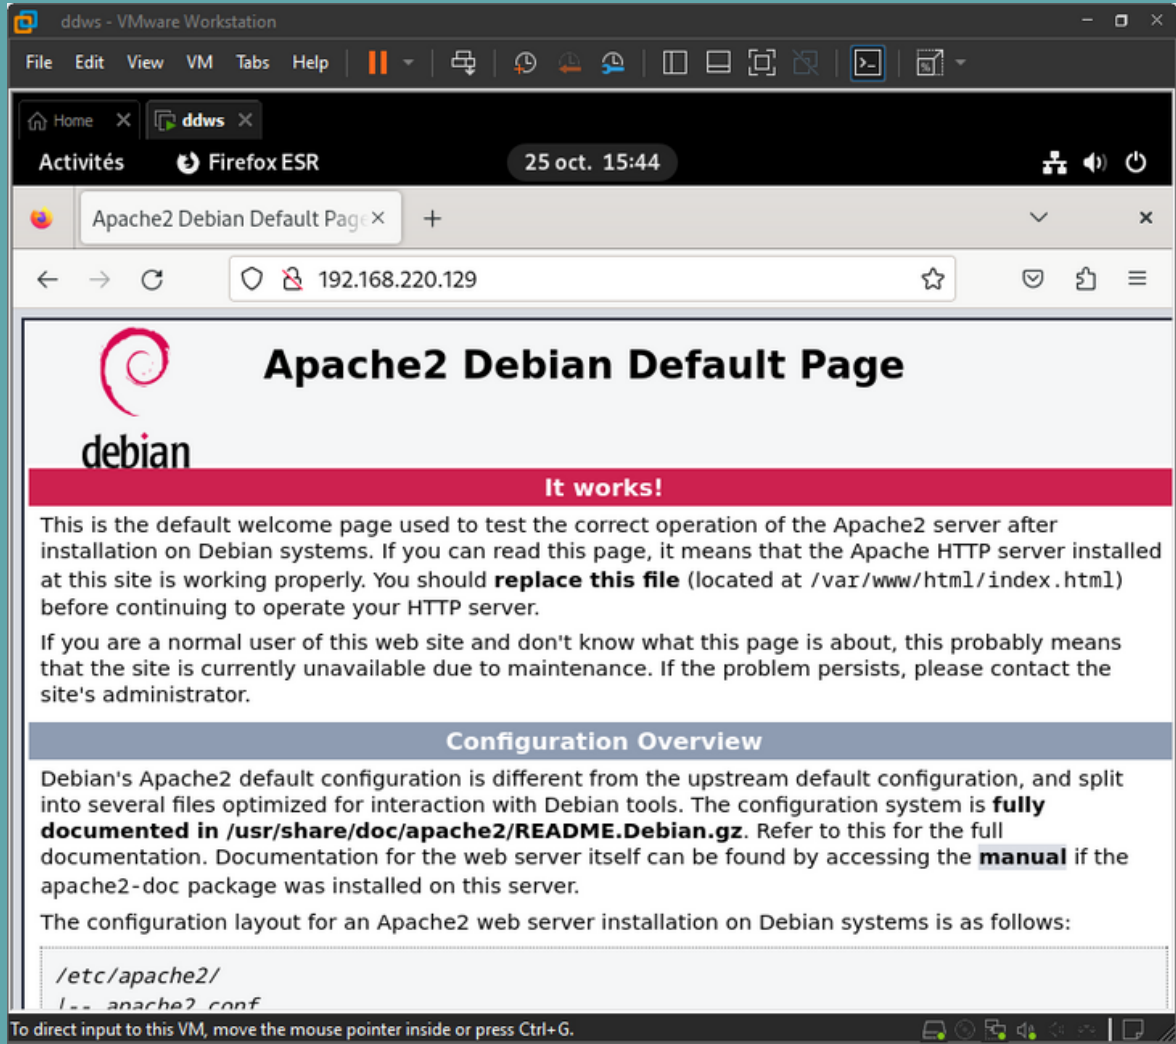 ddws - VMware Workstation
File Edit View VM Tabs Help
Home ddws
Activités Firefox ESR 25 oct. 15:44
Apache2 Debian Default Page
192.168.220.129
Apache2 Debian Default Page
debian
It works!
This is the default welcome page used to test the correct operation of the Apache2 server after
installation on Debian systems. If you can read this page, it means that the Apache HTTP server installed
at this site is working properly. You should replace this file (located at /var/www/html/index.html)
before continuing to operate your HTTP server.
If you are a normal user of this web site and don't know what this page is about, this probably means
that the site is currently unavailable due to maintenance. If the problem persists, please contact the
site's administrator.
Configuration Overview
Debian's Apache2 default configuration is different from the upstream default configuration, and split
into several files optimized for interaction with Debian tools. The configuration system is fully
documented in /usr/share/doc/apache2/README.Debian.gz. Refer to this for the full
documentation. Documentation for the web server itself can be found by accessing the manual if the
apache2-doc package was installed on this server.
The configuration layout for an Apache2 web server installation on Debian systems is as follows:
/etc/apache2/
|-- apache2.conf
To direct input to this VM, move the mouse pointer inside or press Ctrl+G.